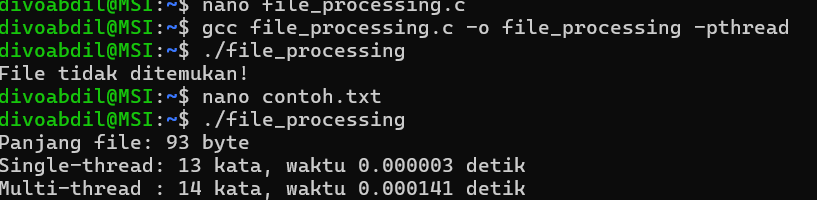 divoabdil@MSI:~$ nano file_processing.c
divoabdil@MSI:~$ gcc file_processing.c -o file_processing -pthread
divoabdil@MSI:~$ ./file_processing
File tidak ditemukan!
divoabdil@MSI:~$ nano contoh.txt
divoabdil@MSI:~$ ./file_processing
Panjang file: 93 byte
Single-thread: 13 kata, waktu 0.000003 detik
Multi-thread : 14 kata, waktu 0.000141 detik